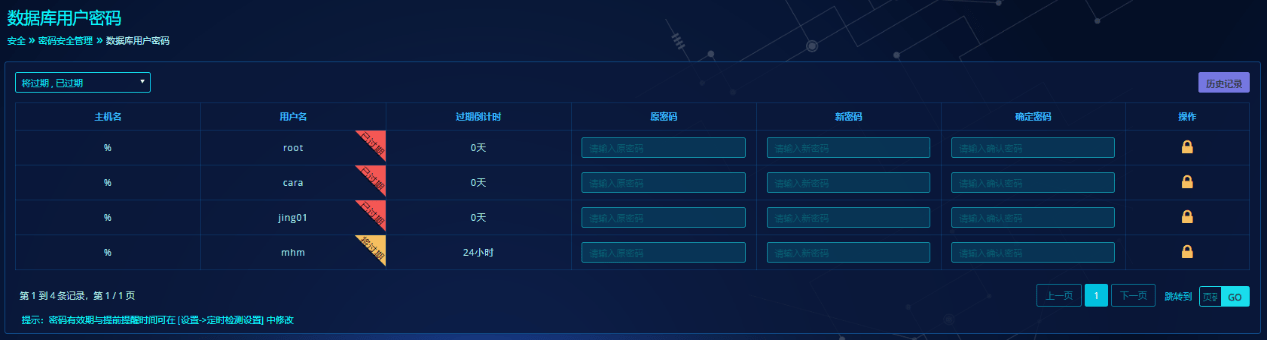 数据库用户密码
安全 » 密码安全管理 » 数据库用户密码
将过期 , 已过期 历史记录
主机名 用户名 过期倒计时 原密码 新密码 确定密码 操作
% root 已过期 0天 请输入原密码 请输入新密码 请输入确认密码
% cara 已过期 0天 请输入原密码 请输入新密码 请输入确认密码
% jing01 已过期 0天 请输入原密码 请输入新密码 请输入确认密码
% mhm 将过期 24小时 请输入原密码 请输入新密码 请输入确认密码
第 1 到 4 条记录，第 1 / 1 页 上一页 1 下一页 跳转到 页码 GO
提示：密码有效期与提前提醒时间可在 [设置->定时检测设置] 中修改